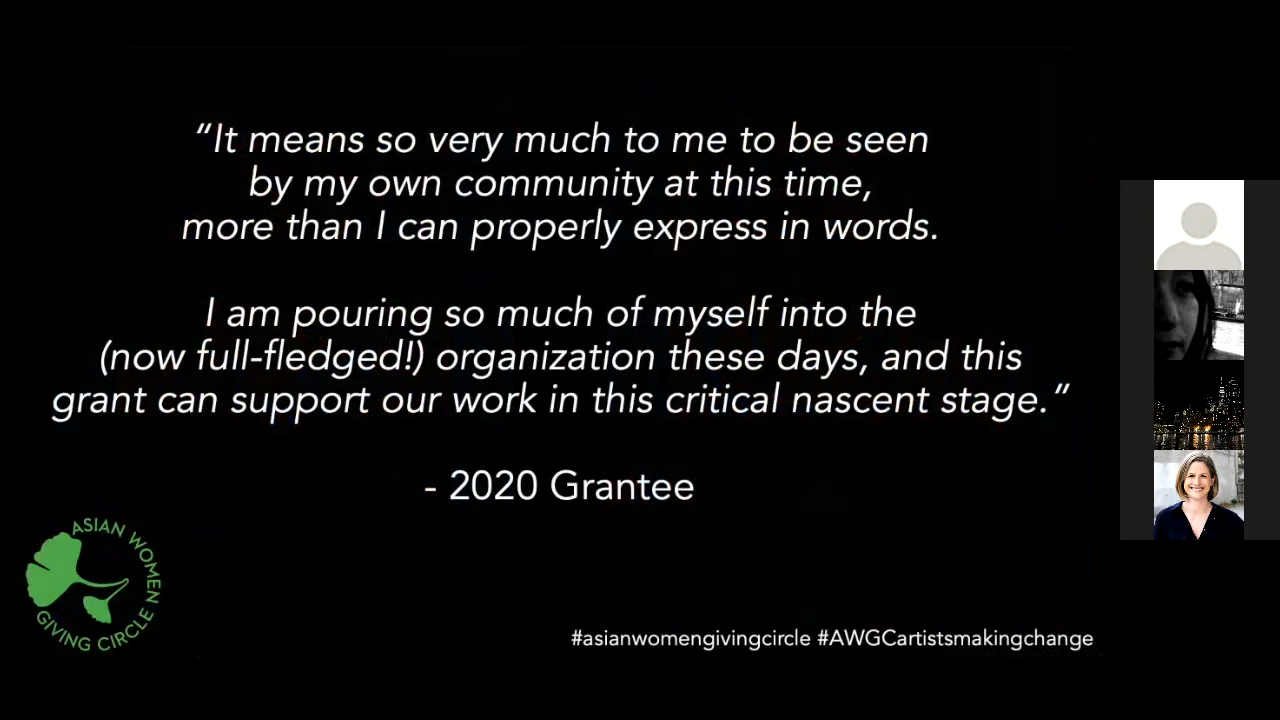 “It means so very much to me to be seen
by my own community at this time,
more than I can properly express in words.
I am pouring so much of myself into the
(now full-fledged!) organization these days, and this
grant can support our work in this critical nascent stage.“
- 2020 Grantee
ASIAN WOMEN
GIVING CIRCLE
#asianwomengivingcircle #AWGCartistsmakingchange